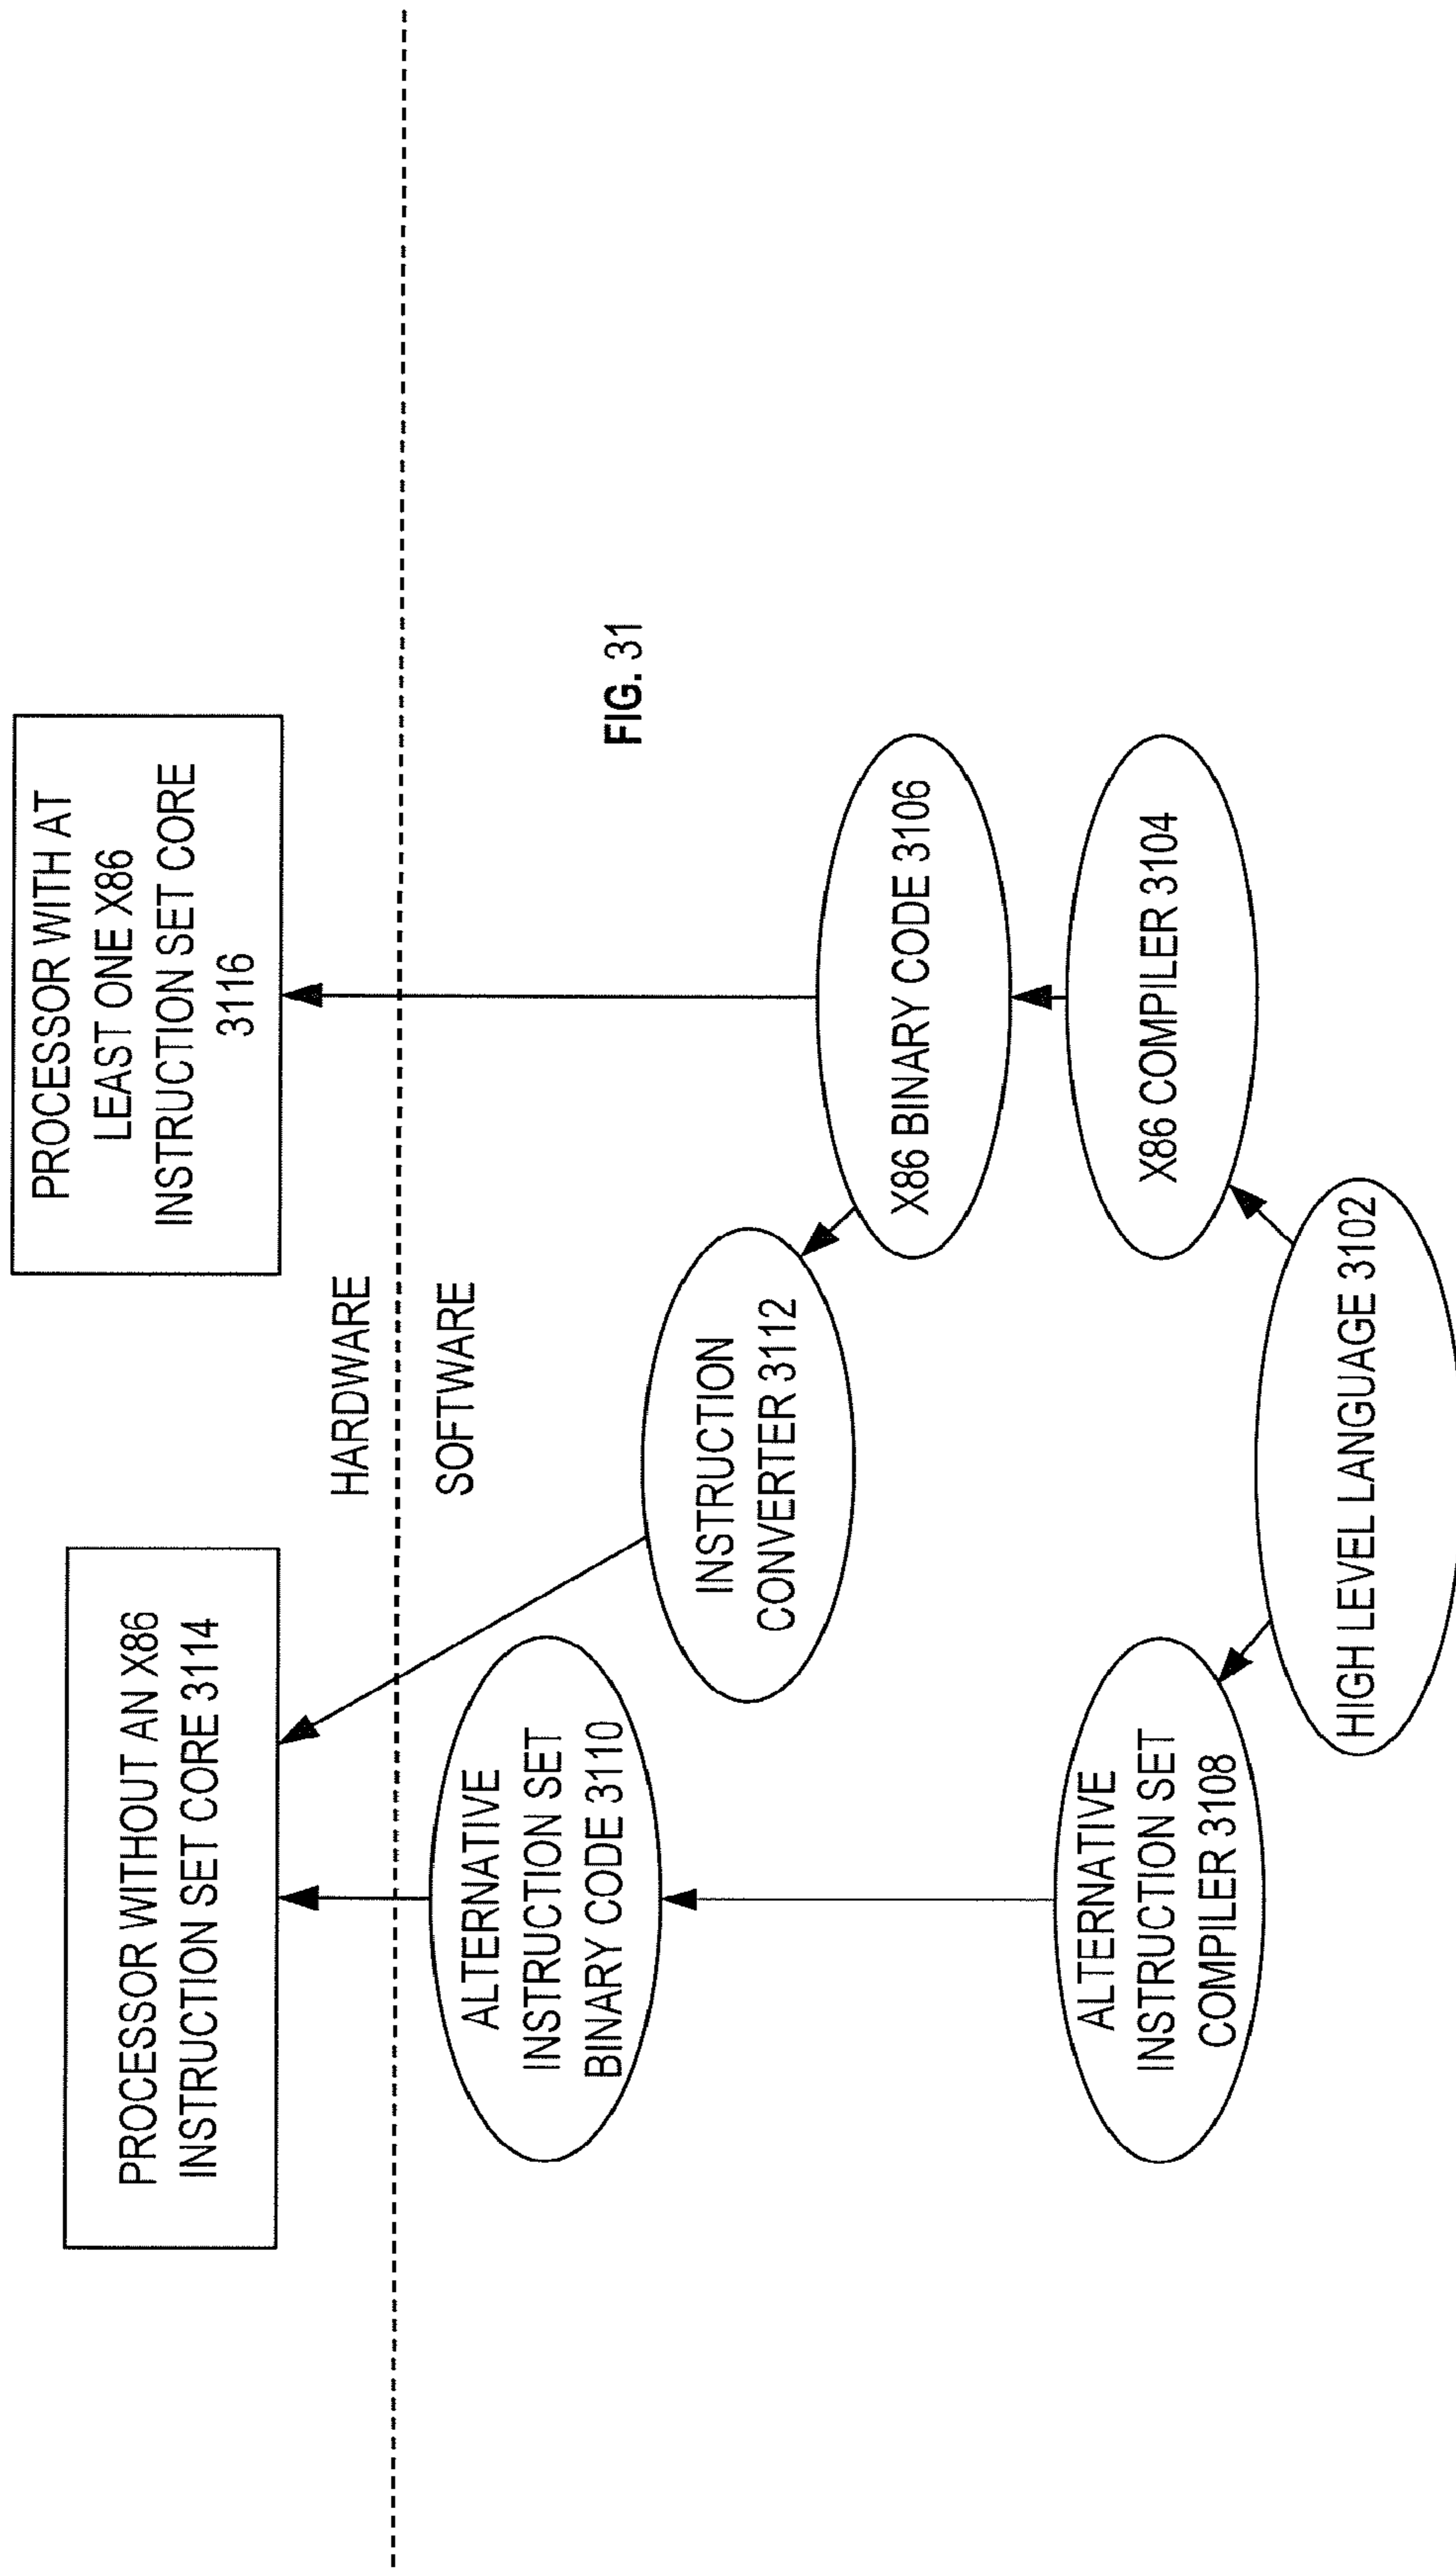 PROCESSOR WITHOUT AN X86
INSTRUCTION SET CORE 3114
PROCESSOR WITH AT
LEAST ONE X86
INSTRUCTION SET CORE
3116
HARDWARE
SOFTWARE
ALTERNATIVE
INSTRUCTION SET
BINARY CODE 3110
INSTRUCTION
CONVERTER 3112
FIG. 31
X86 BINARY CODE 3106
ALTERNATIVE
INSTRUCTION SET
COMPILER 3108
X86 COMPILER 3104
HIGH LEVEL LANGUAGE 3102